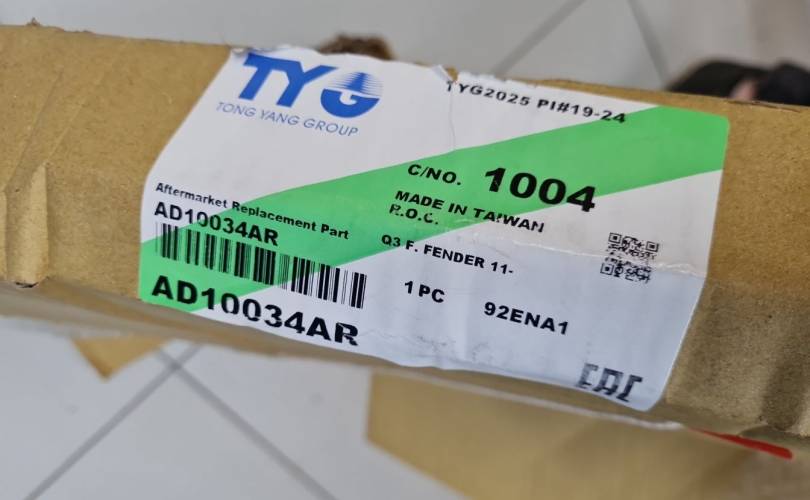 TYG
TONG YANG GROUP
TYG2025 PI#19-24
C/NO. 1004
MADE IN TAIWAN
R.O.C.
Aftermarket Replacement Part
AD10034AR
Q3 F. FENDER 11-
1 PC 92ENA1
AD10034AR
EAC